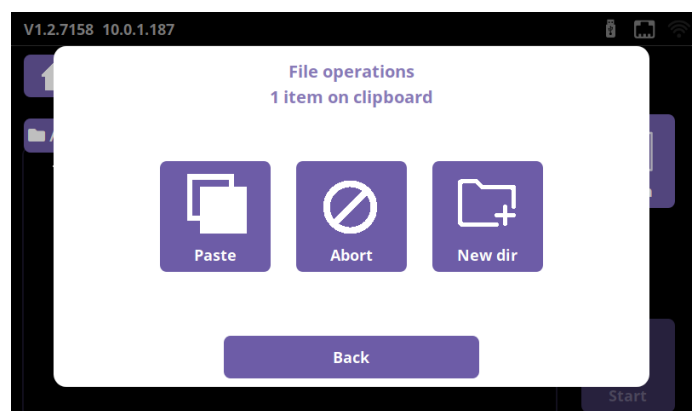 V1.2.7158 10.0.1.187
File operations
1 item on clipboard
Paste
Abort
New dir
Back
Start